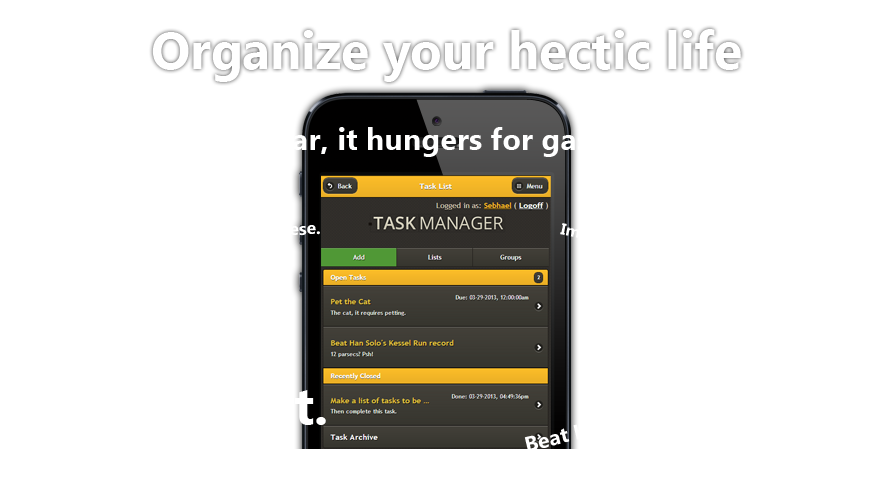 Organize your hectic life
ar, it hungers for ga
Back
Task List
Menu
Logged in as: Sebhael ( Logoff )
TASK MANAGER
ese.
Im
Add
Lists
Groups
Open Tasks
2
Pet the Cat
Due: 03-29-2013, 12:00:00am
The cat, it requires petting.
Beat Han Solo's Kessel Run record
12 parsecs? Psh!
Recently Closed
Make a list of tasks to be ...
Done: 03-29-2013, 04:49:36pm
Then complete this task.
t.
Task Archive
Beat